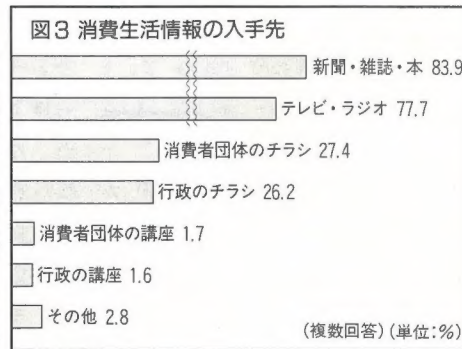 図3 消費生活情報の入手先
新聞・雑誌・本 83.9
テレビ・ラジオ 77.7
消費者団体のチラシ 27.4
行政のチラシ 26.2
消費者団体の講座 1.7
行政の講座 1.6
その他 2.8
(複数回答)(単位:%)